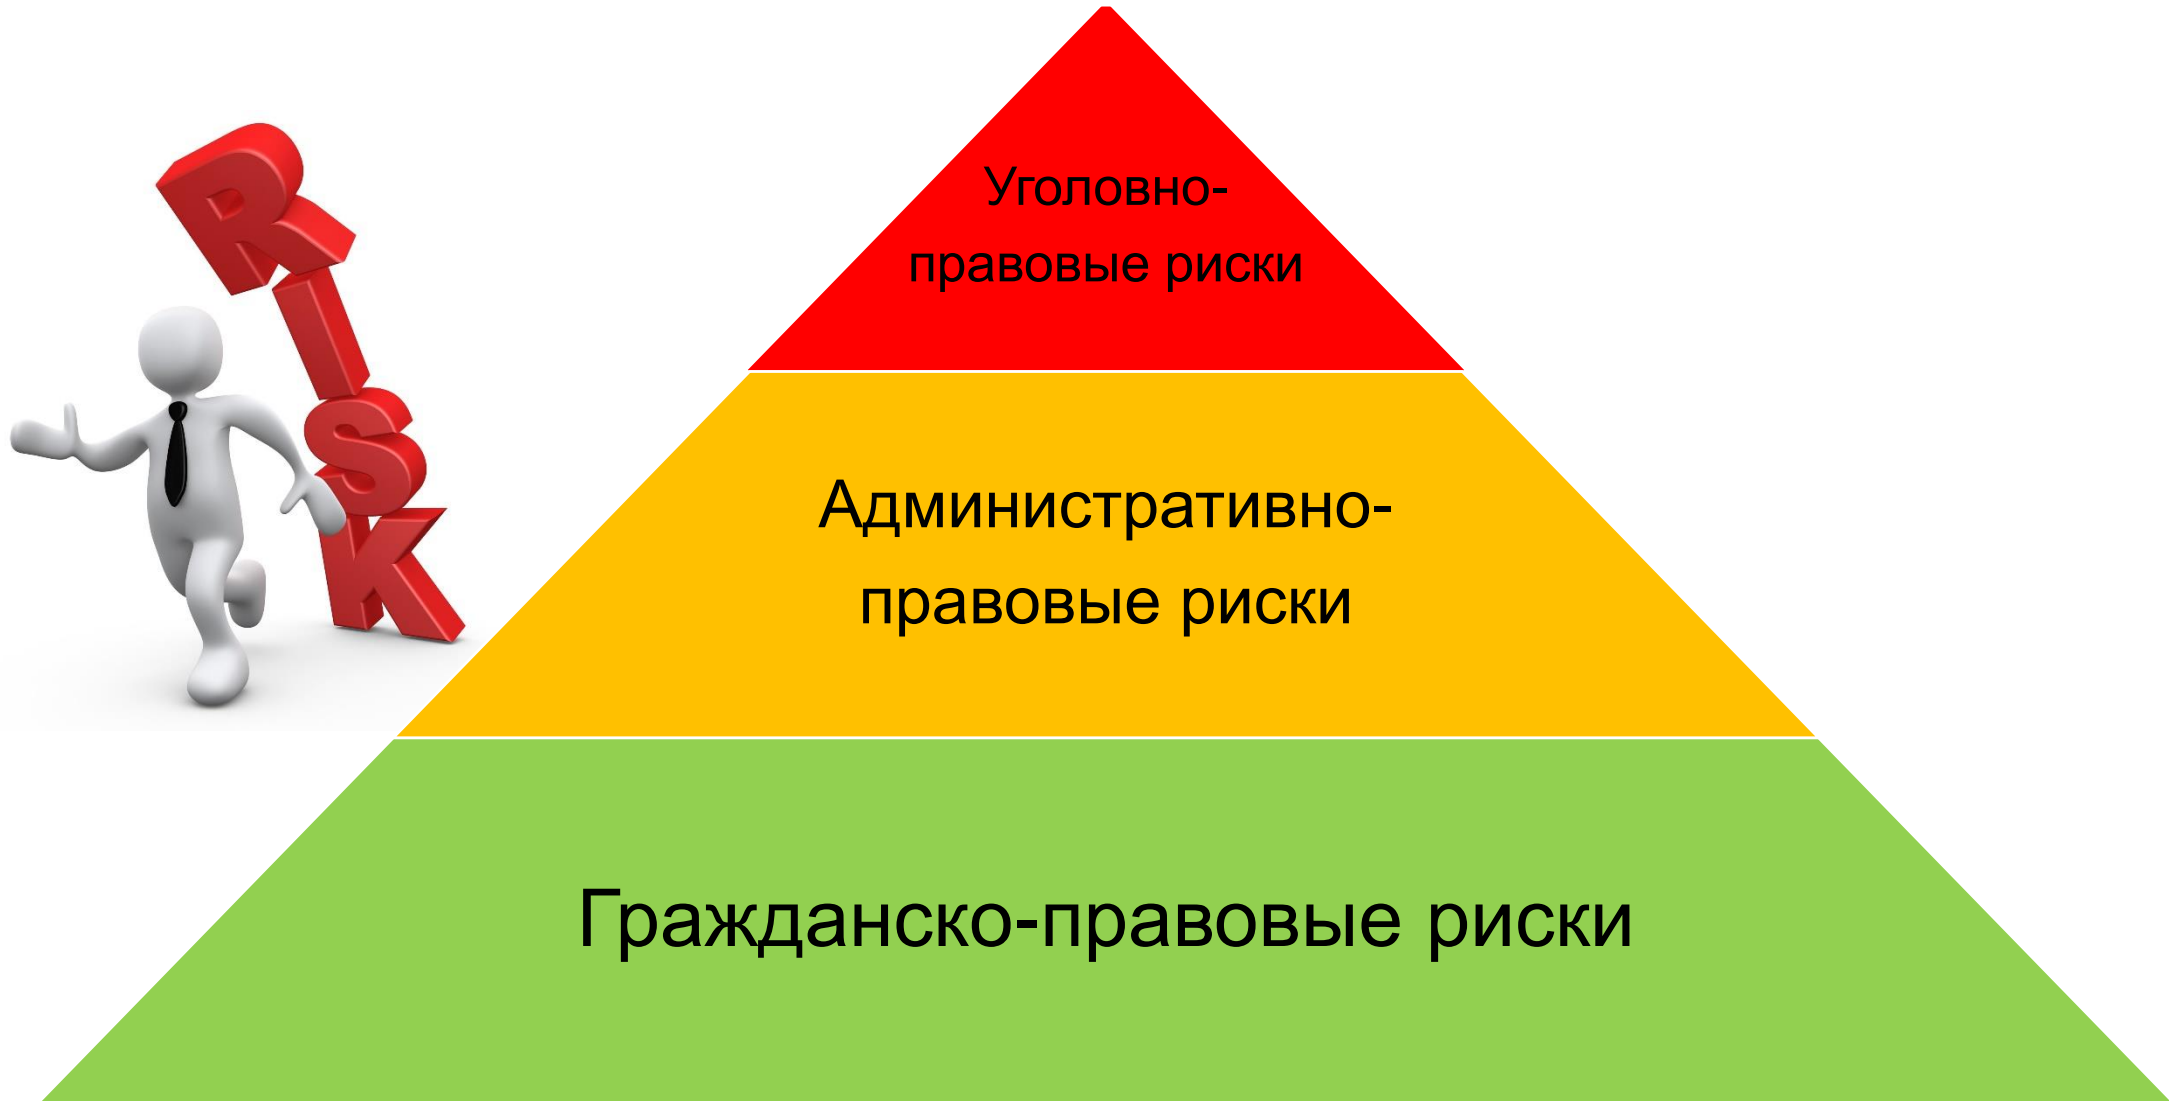 RISK
Уголовно-
правовые риски
Административно-
правовые риски
Гражданско-правовые риски